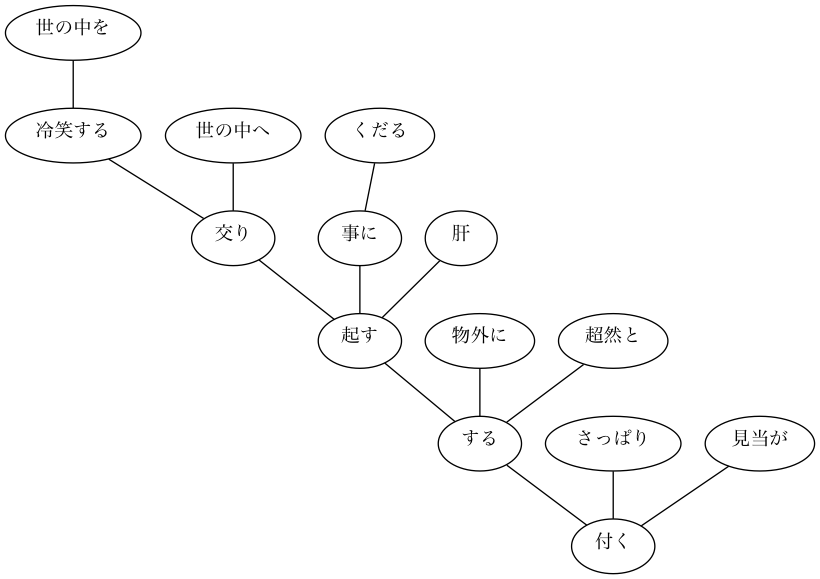 世の中を
冷笑する
世の中へ
くだる
交り
事に
肝
起す
物外に
超然と
する
さっぱり
見当が
付く